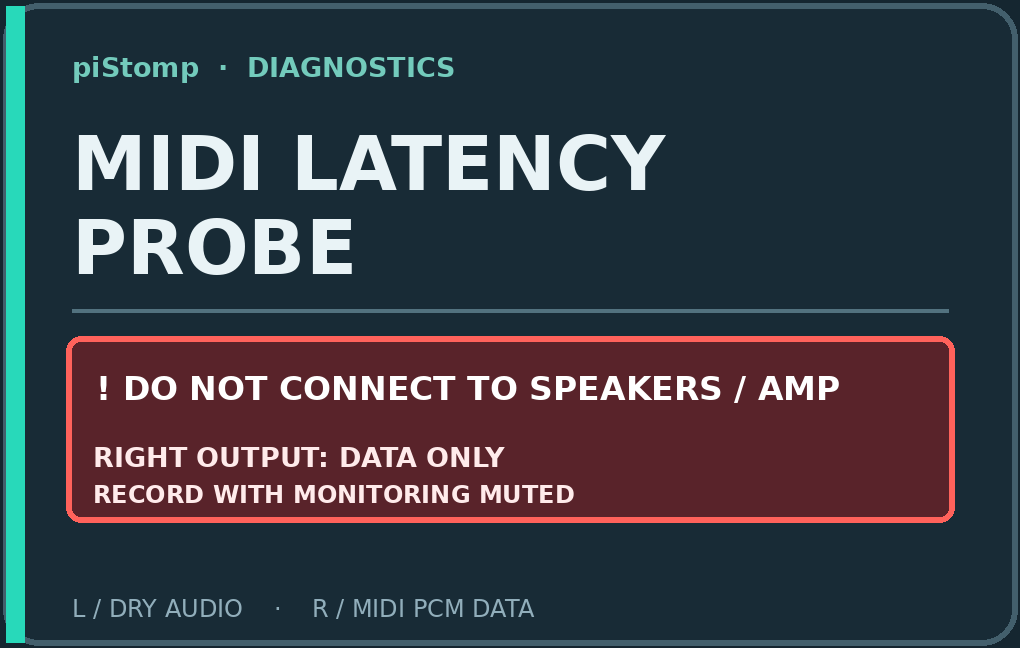 piStomp · DIAGNOSTICS
MIDI LATENCY
PROBE
! DO NOT CONNECT TO SPEAKERS / AMP
RIGHT OUTPUT: DATA ONLY
RECORD WITH MONITORING MUTED
L / DRY AUDIO · R / MIDI PCM DATA